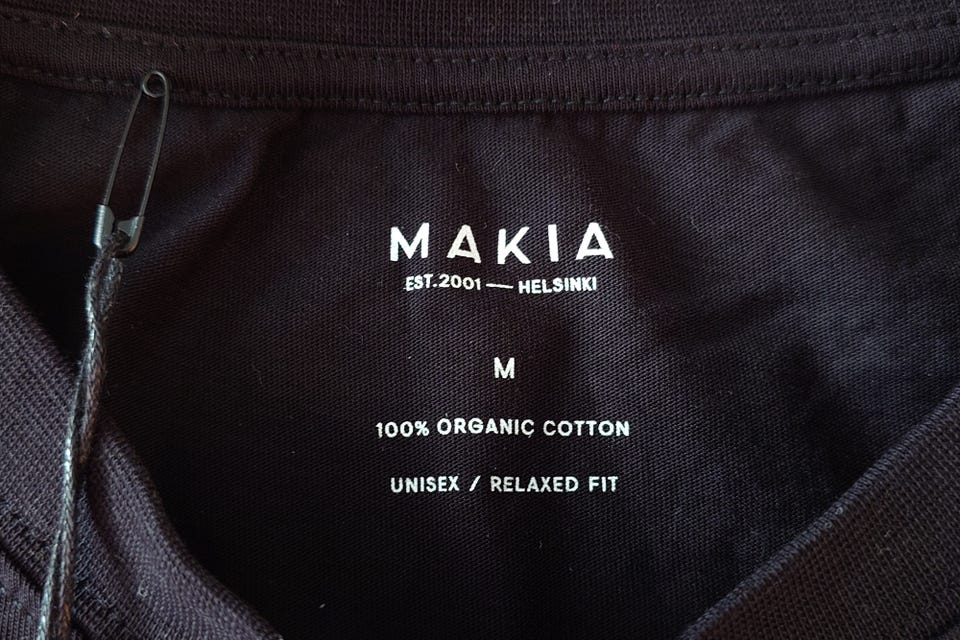 MAKIA
EST.2001 — HELSINKI
M
100% ORGANIC COTTON
UNISEX / RELAXED FIT